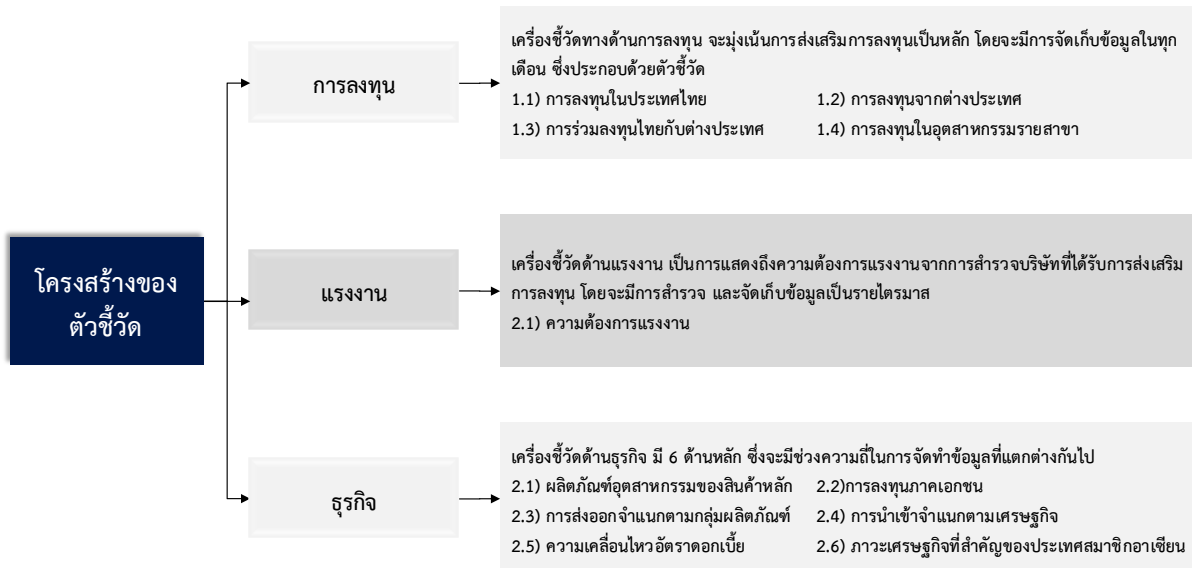 โครงสร้างของ
ตัวชี้วัด
การลงทุน
เครื่องชี้วัดทางด้านการลงทุน จะมุ่งเน้นการส่งเสริมการลงทุนเป็นหลัก โดยจะมีการจัดเก็บข้อมูลในทุก
เดือน ซึ่งประกอบด้วยตัวชี้วัด
1.1) การลงทุนในประเทศไทย 1.2) การลงทุนจากต่างประเทศ
1.3) การร่วมลงทุนไทยกับต่างประเทศ 1.4) การลงทุนในอุตสาหกรรมรายสาขา
แรงงาน
เครื่องชี้วัดด้านแรงงาน เป็นการแสดงถึงความต้องการแรงงานจากการสำรวจบริษัทที่ได้รับการส่งเสริม
การลงทุน โดยจะมีการสำรวจ และจัดเก็บข้อมูลเป็นรายไตรมาส
2.1) ความต้องการแรงงาน
ธุรกิจ
เครื่องชี้วัดด้านธุรกิจ มี 6 ด้านหลัก ซึ่งจะมีช่วงความถี่ในการจัดทำข้อมูลที่แตกต่างกันไป
2.1) ผลิตภัณฑ์อุตสาหกรรมของสินค้าหลัก 2.2)การลงทุนภาคเอกชน
2.3) การส่งออกจำแนกตามกลุ่มผลิตภัณฑ์ 2.4) การนำเข้าจำแนกตามเศรษฐกิจ
2.5) ความเคลื่อนไหวอัตราดอกเบี้ย 2.6) ภาวะเศรษฐกิจที่สำคัญของประเทศสมาชิกอาเซียน